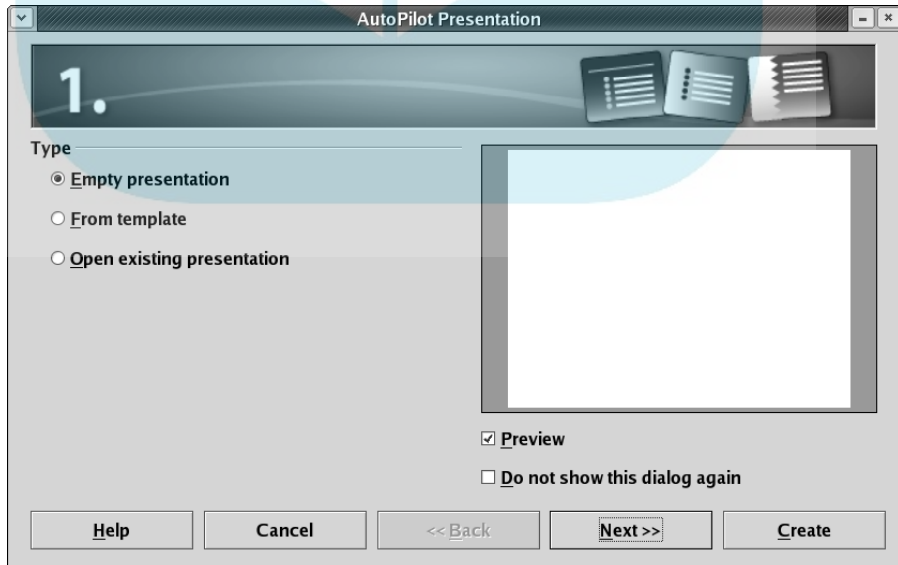 AutoPilot Presentation
1.
Type
Empty presentation
From template
Open existing presentation
Preview
Do not show this dialog again
Help
Cancel
<< Back
Next >>
Create